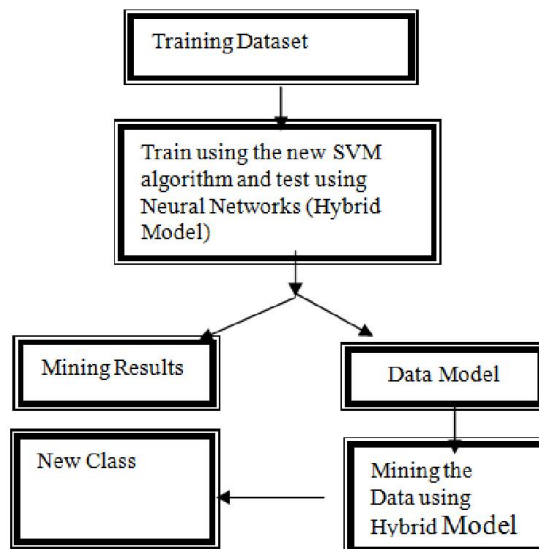 Training Dataset
Train using the new SVM
algorithm and test using
Neural Networks (Hybrid
Model)
Mining Results
Data Model
New Class
Mining the
Data using
Hybrid Model